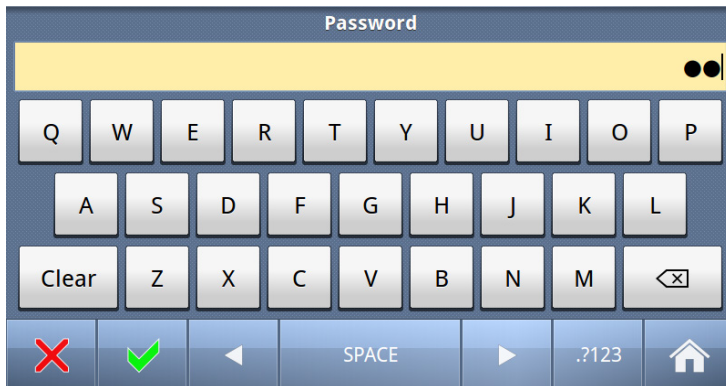 Password
●●
Q W E R T Y U I O P
A S D F G H J K L
Clear Z X C V B N M
SPACE .?123